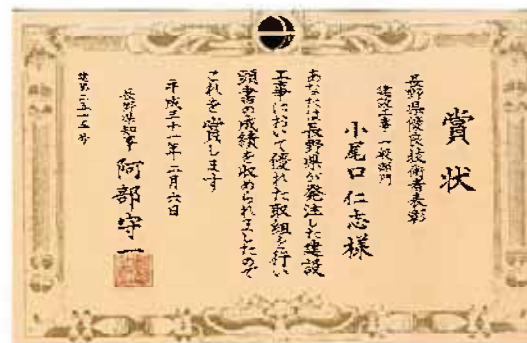 賞状
長野県優良技術者表彰
建設工事 一般部門
小尾口 仁志 様
あなたは長野県が発注した建設
工事において優れた取組を行い
顕著の成績を収められましたので
これを賞します
平成三十一年二月六日
長野県知事 阿部守一